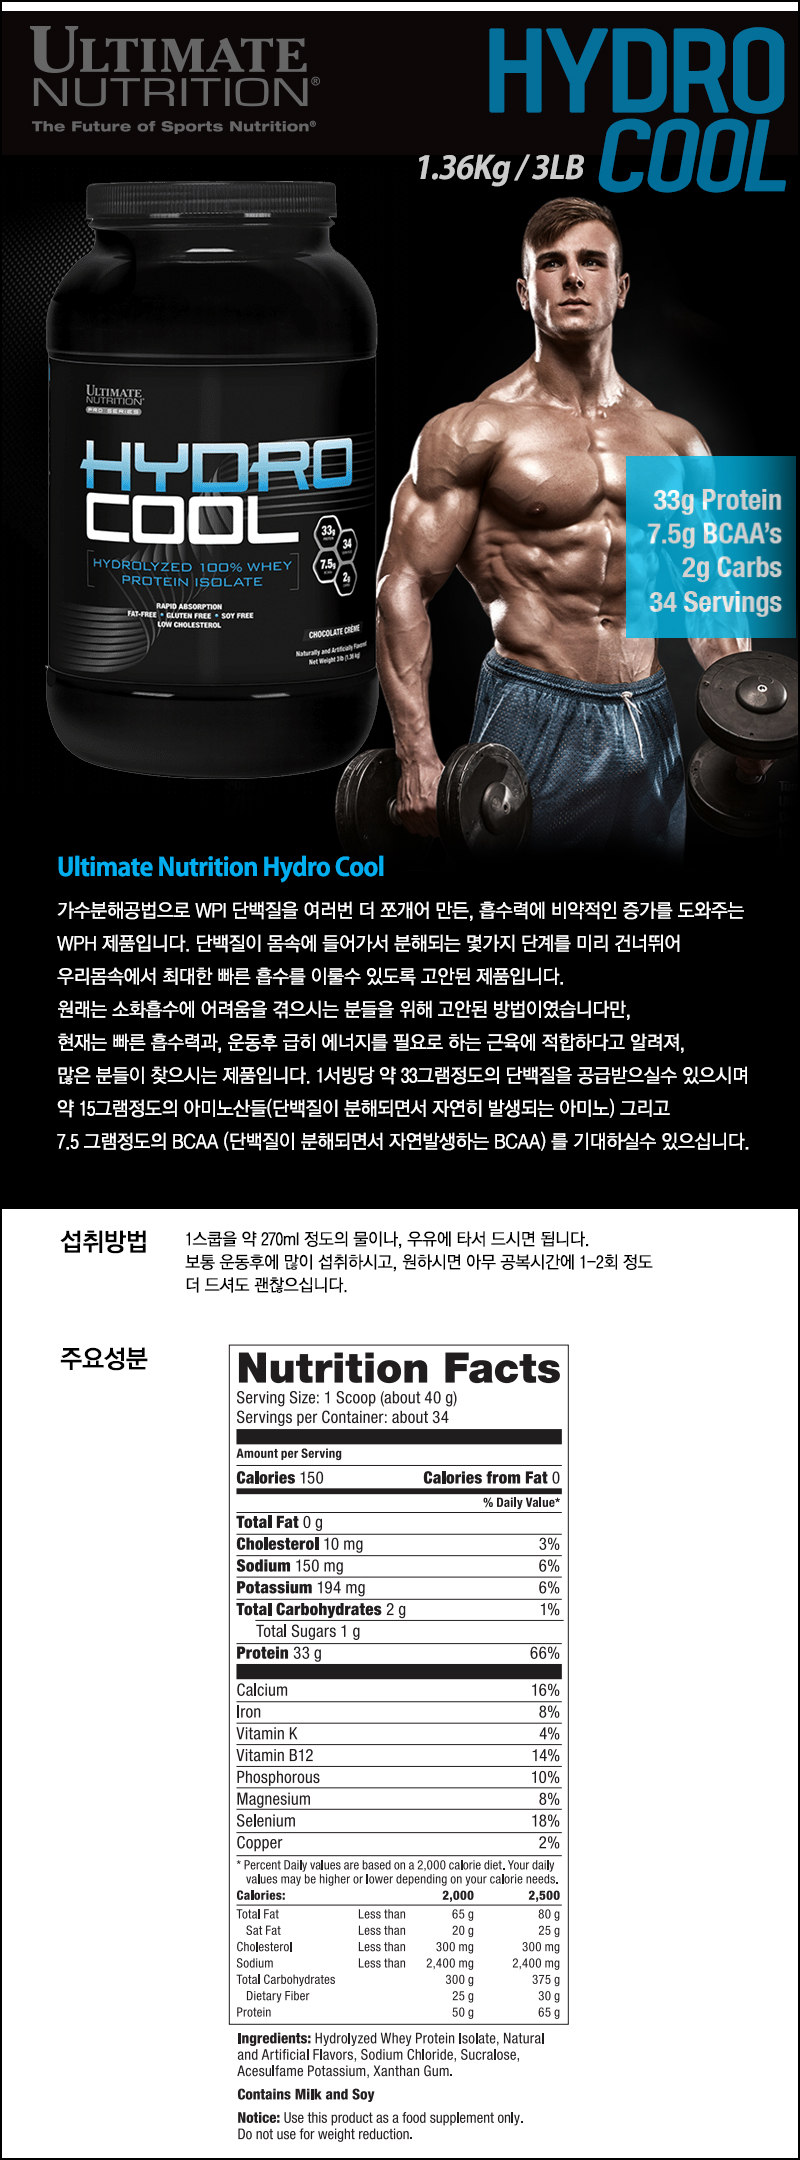 ULTIMATE
NUTRITION®
The Future of Sports Nutrition®
HYDRO
COOL
1.36Kg / 3LB
ULTIMATE
NUTRITION
PRO SERIES
HYDRO
COOL
HYDROLYZED 100% WHEY
PROTEIN ISOLATE
33g
34
7.5g
2g
RAPID ABSORPTION
FAT-FREE • GLUTEN FREE • SOY FREE
LOW CHOLESTEROL
CHOCOLATE CRÈME
Naturally and Artificially Flavored
Net Weight 3lb (1.36 kg)
33g Protein
7.5g BCAA's
2g Carbs
34 Servings
Ultimate Nutrition Hydro Cool
가수분해공법으로 WPI 단백질을 여러번 더 쪼개어 만든, 흡수력에 비약적인 증가를 도와주는
WPH 제품입니다. 단백질이 몸속에 들어가서 분해되는 몇가지 단계를 미리 건너뛰어
우리몸속에서 최대한 빠른 흡수를 이룰수 있도록 고안된 제품입니다.
원래는 소화흡수에 어려움을 겪으시는 분들을 위해 고안된 방법이였습니다만,
현재는 빠른 흡수력과, 운동후 급히 에너지를 필요로 하는 근육에 적합하다고 알려져,
많은 분들이 찾으시는 제품입니다. 1서빙당 약 33그램정도의 단백질을 공급받으실수 있으시며
약 15그램정도의 아미노산들(단백질이 분해되면서 자연히 발생되는 아미노) 그리고
7.5 그램정도의 BCAA (단백질이 분해되면서 자연발생하는 BCAA) 를 기대하실수 있으십니다.
섭취방법
1스쿱을 약 270ml 정도의 물이나, 우유에 타서 드시면 됩니다.
보통 운동후에 많이 섭취하시고, 원하시면 아무 공복시간에 1-2회 정도
더 드셔도 괜찮으십니다.
주요성분
Nutrition Facts
Serving Size: 1 Scoop (about 40 g)
Servings per Container: about 34
Amount per Serving
Calories 150 Calories from Fat 0
% Daily Value*
Total Fat 0 g
Cholesterol 10 mg 3%
Sodium 150 mg 6%
Potassium 194 mg 6%
Total Carbohydrates 2 g 1%
Total Sugars 1 g
Protein 33 g 66%
Calcium 16%
Iron 8%
Vitamin K 4%
Vitamin B12 14%
Phosphorous 10%
Magnesium 8%
Selenium 18%
Copper 2%
* Percent Daily values are based on a 2,000 calorie diet. Your daily
values may be higher or lower depending on your calorie needs.
Calories: 2,000 2,500
Total Fat Less than 65 g 80 g
Sat Fat Less than 20 g 25 g
Cholesterol Less than 300 mg 300 mg
Sodium Less than 2,400 mg 2,400 mg
Total Carbohydrates 300 g 375 g
Dietary Fiber 25 g 30 g
Protein 50 g 65 g
Ingredients: Hydrolyzed Whey Protein Isolate, Natural
and Artificial Flavors, Sodium Chloride, Sucralose,
Acesulfame Potassium, Xanthan Gum.
Contains Milk and Soy
Notice: Use this product as a food supplement only.
Do not use for weight reduction.